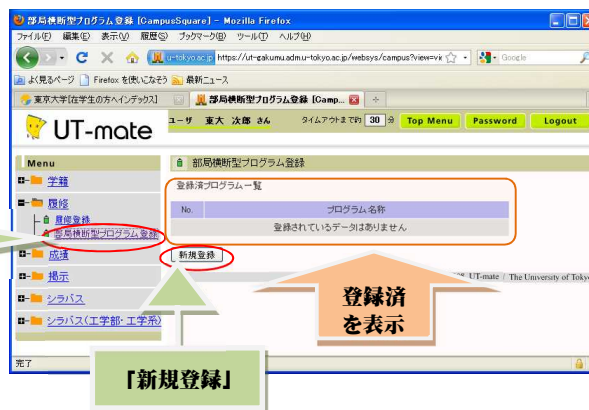 部局横断型プログラム登録 [CampusSquare] - Mozilla Firefox
ファイル(F) 編集(E) 表示(V) 履歴(S) ブックマーク(B) ツール(T) ヘルプ(H)
u-tokyo.ac.jp https://ut-gakumu.adm.u-tokyo.ac.jp/websys/campus?view=vie Google
よく見るページ Firefox を使いこなそう 最新ニュース
東京大学[在学生の方へインデックス] 部局横断型プログラム登録 [Camp...
UT-mate
ユーザ 東大 次郎 さん タイムアウトまで約 30 分 Top Menu Password Logout
Menu
学籍
履修
履修登録
部局横断型プログラム登録
成績
掲示
シラバス
シラバス(工学部・工学系)
部局横断型プログラム登録
登録済プログラム一覧
No. プログラム名称
登録されているデータはありません
新規登録
UT-mate / The University of Tokyo
登録済
を表示
「新規登録」
完了